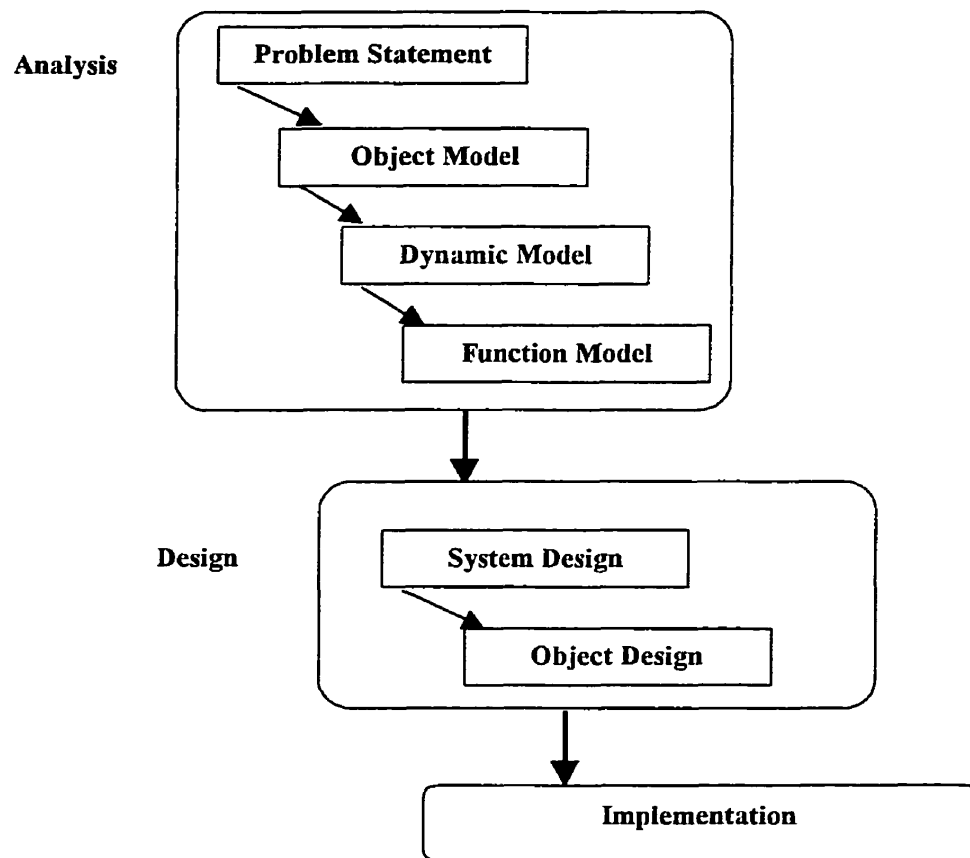 Problem Statement
Analysis
Object Model
Dynamic Model
Function Model
System Design
Design
Object Design
Implementation